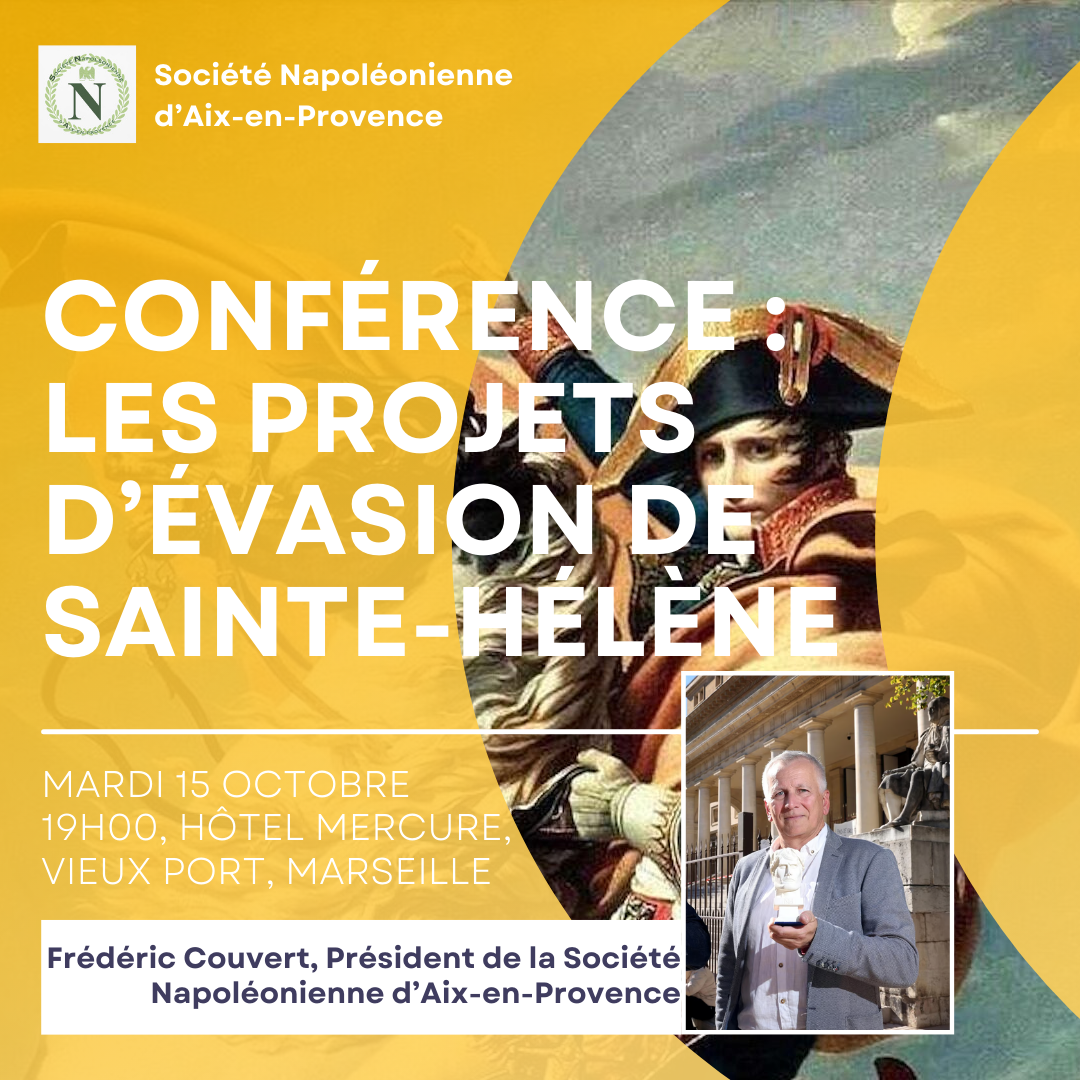 N
Société Napoléonienne
d’Aix-en-Provence
CONFÉRENCE :
LES PROJETS
D’ÉVASION DE
SAINTE-HÉLÈNE
MARDI 15 OCTOBRE
19H00, HÔTEL MERCURE,
VIEUX PORT, MARSEILLE
Frédéric Couvert, Président de la Société
Napoléonienne d’Aix-en-Provence